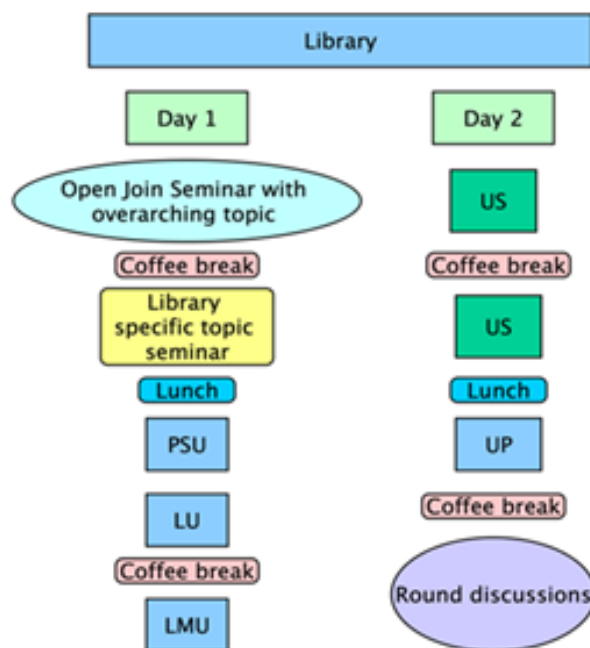 Library
Day 1
Open Join Seminar with
overarching topic
Coffee break
Library
specific topic
seminar
Lunch
PSU
LU
Coffee break
LMU
Day 2
US
Coffee break
US
Lunch
UP
Coffee break
Round discussions